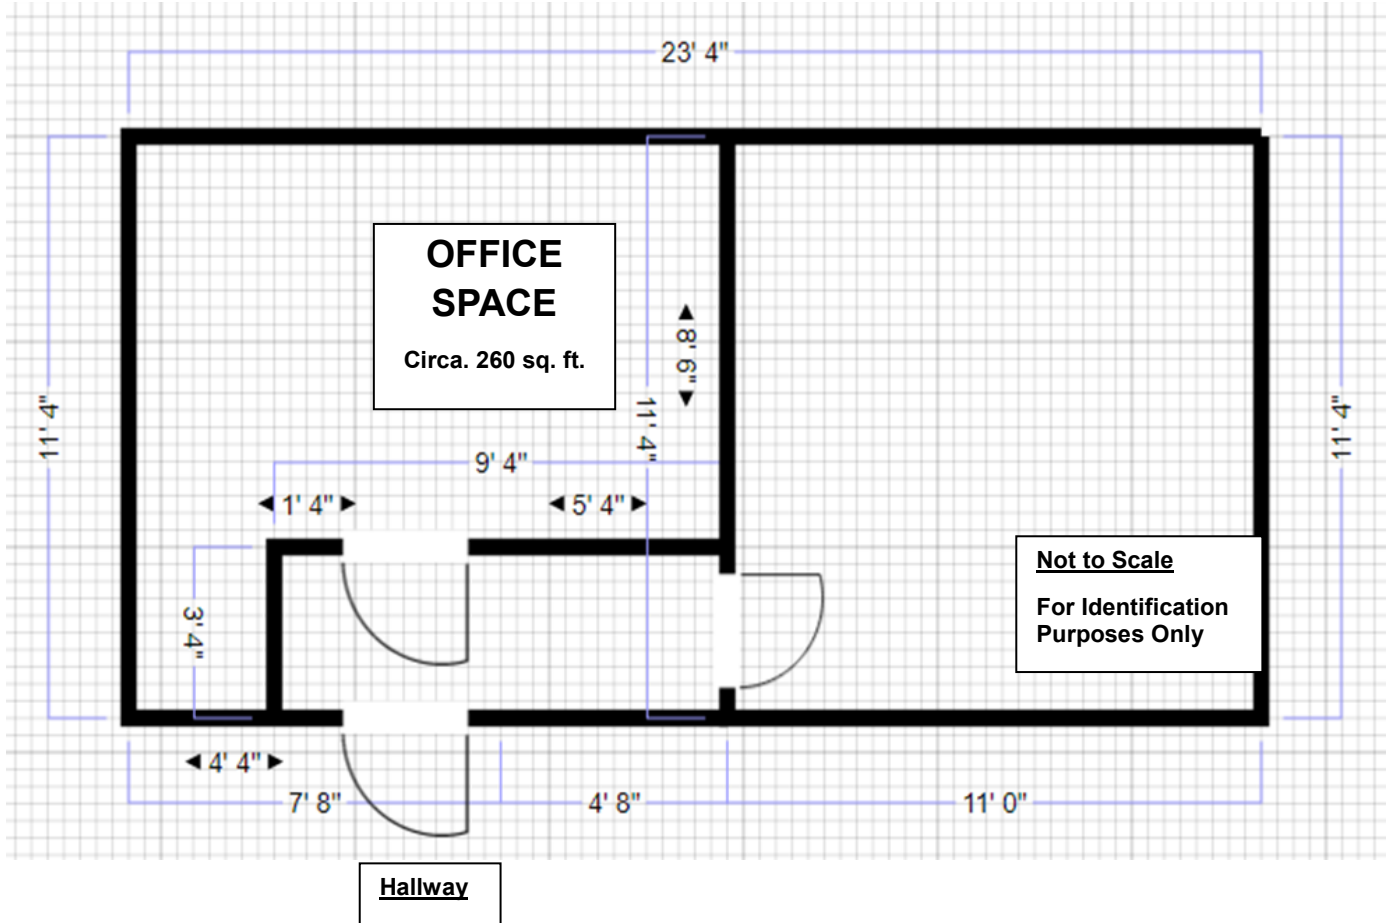 23' 4"
OFFICE
SPACE
Circa. 260 sq. ft.
8' 9"
11' 4"
11' 4"
11' 4"
9' 4"
1' 4"
5' 4"
Not to Scale
For Identification
Purposes Only
3' 4"
4' 4"
7' 8"
4' 8"
11' 0"
Hallway